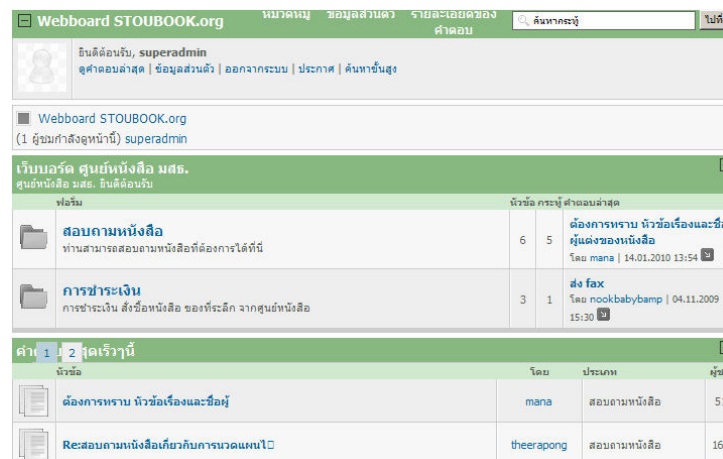 Webboard STOUBOOK.org
หมวดหมู่ ข้อมูลส่วนตัว รายละเอียดของ
คำตอบ
ค้นหากระทู้
ไปที่
ยินดีต้อนรับ, superadmin
ดูคำตอบล่าสุด | ข้อมูลส่วนตัว | ออกจากระบบ | ประกาศ | ค้นหาขั้นสูง
Webboard STOUBOOK.org
(1 ผู้ชมกำลังดูหน้านี้) superadmin
เว็บบอร์ด ศูนย์หนังสือ มสธ.
ศูนย์หนังสือ มสธ. ยินดีต้อนรับ
ฟอรั่ม หัวข้อ กระทู้ คำตอบล่าสุด
สอบถามหนังสือ
ท่านสามารถสอบถามหนังสือที่ต้องการได้ที่นี่
6 5
ต้องการทราบ หัวข้อเรื่องและชื่อ
ผู้แต่งของหนังสือ
โดย mana | 14.01.2010 13:54
การชำระเงิน
การชำระเงิน สั่งซื้อหนังสือ ของที่ระลึก จากศูนย์หนังสือ
3 1
ส่ง fax
โดย nookbabybamp | 04.11.2009
15:30
1 2 สุดเร็วๆนี้
หัวข้อ โดย ประเภท
ต้องการทราบ หัวข้อเรื่องและชื่อผู้ mana สอบถามหนังสือ
Re:สอบถามหนังสือเกี่ยวกับการนวดแผนไ theerapong สอบถามหนังสือ